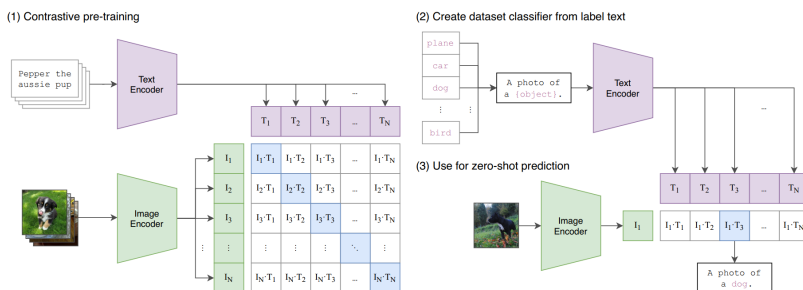 (1) Contrastive pre-training
Pepper the
aussie pup
Text
Encoder
...
T1 T2 T3 ... TN
I1 I1·T1 I1·T2 I1·T3 ... I1·TN
I2 I2·T1 I2·T2 I2·T3 ... I2·TN
Image
Encoder
I3 I3·T1 I3·T2 I3·T3 ... I3·TN
⋮ ⋮ ⋮ ⋮ ⋱ ⋮
IN IN·T1 IN·T2 IN·T3 ... IN·TN
(2) Create dataset classifier from label text
plane
car
dog
⋮ ⋮
bird
A photo of
a {object}.
Text
Encoder
...
(3) Use for zero-shot prediction
T1 T2 T3 ... TN
Image
Encoder
I1 I1·T1 I1·T2 I1·T3 ... I1·TN
A photo of
a dog.